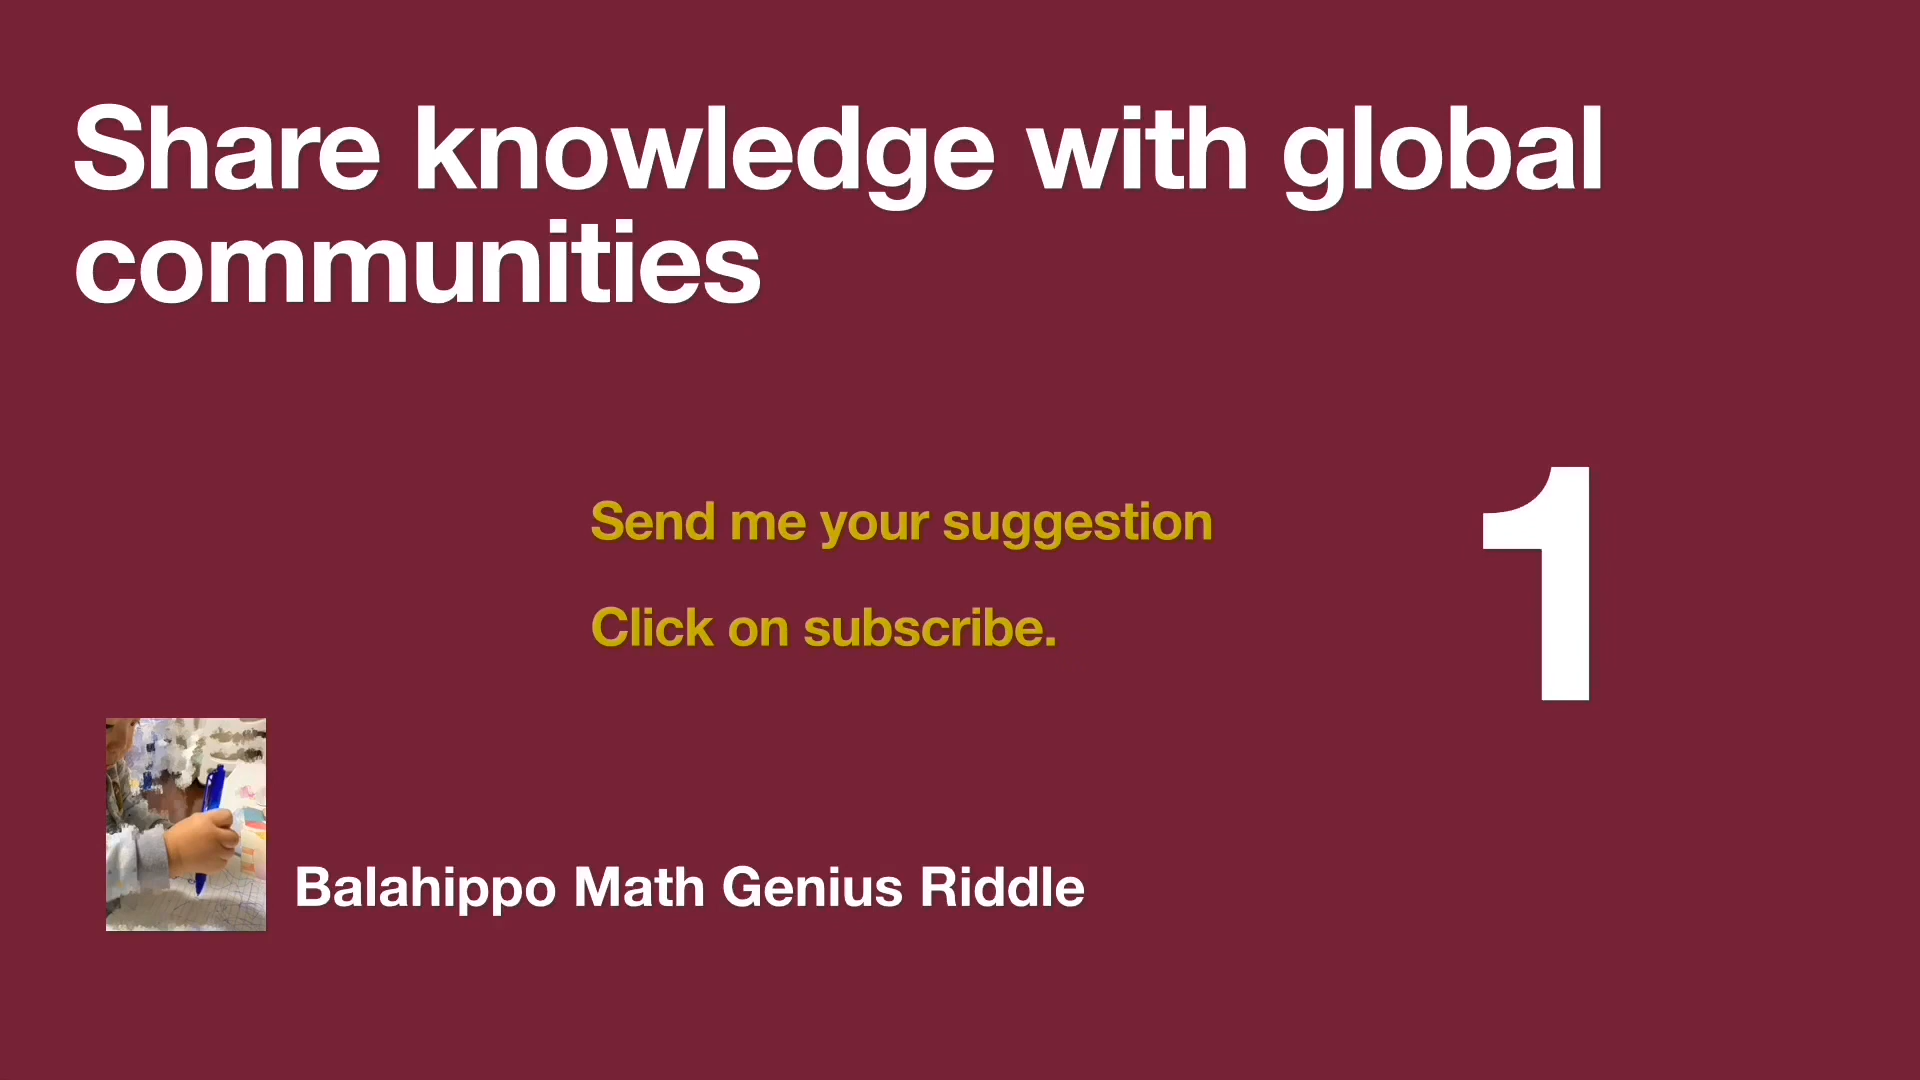 Share knowledge with global
communities
Send me your suggestion
Click on subscribe.
1
Balahippo Math Genius Riddle